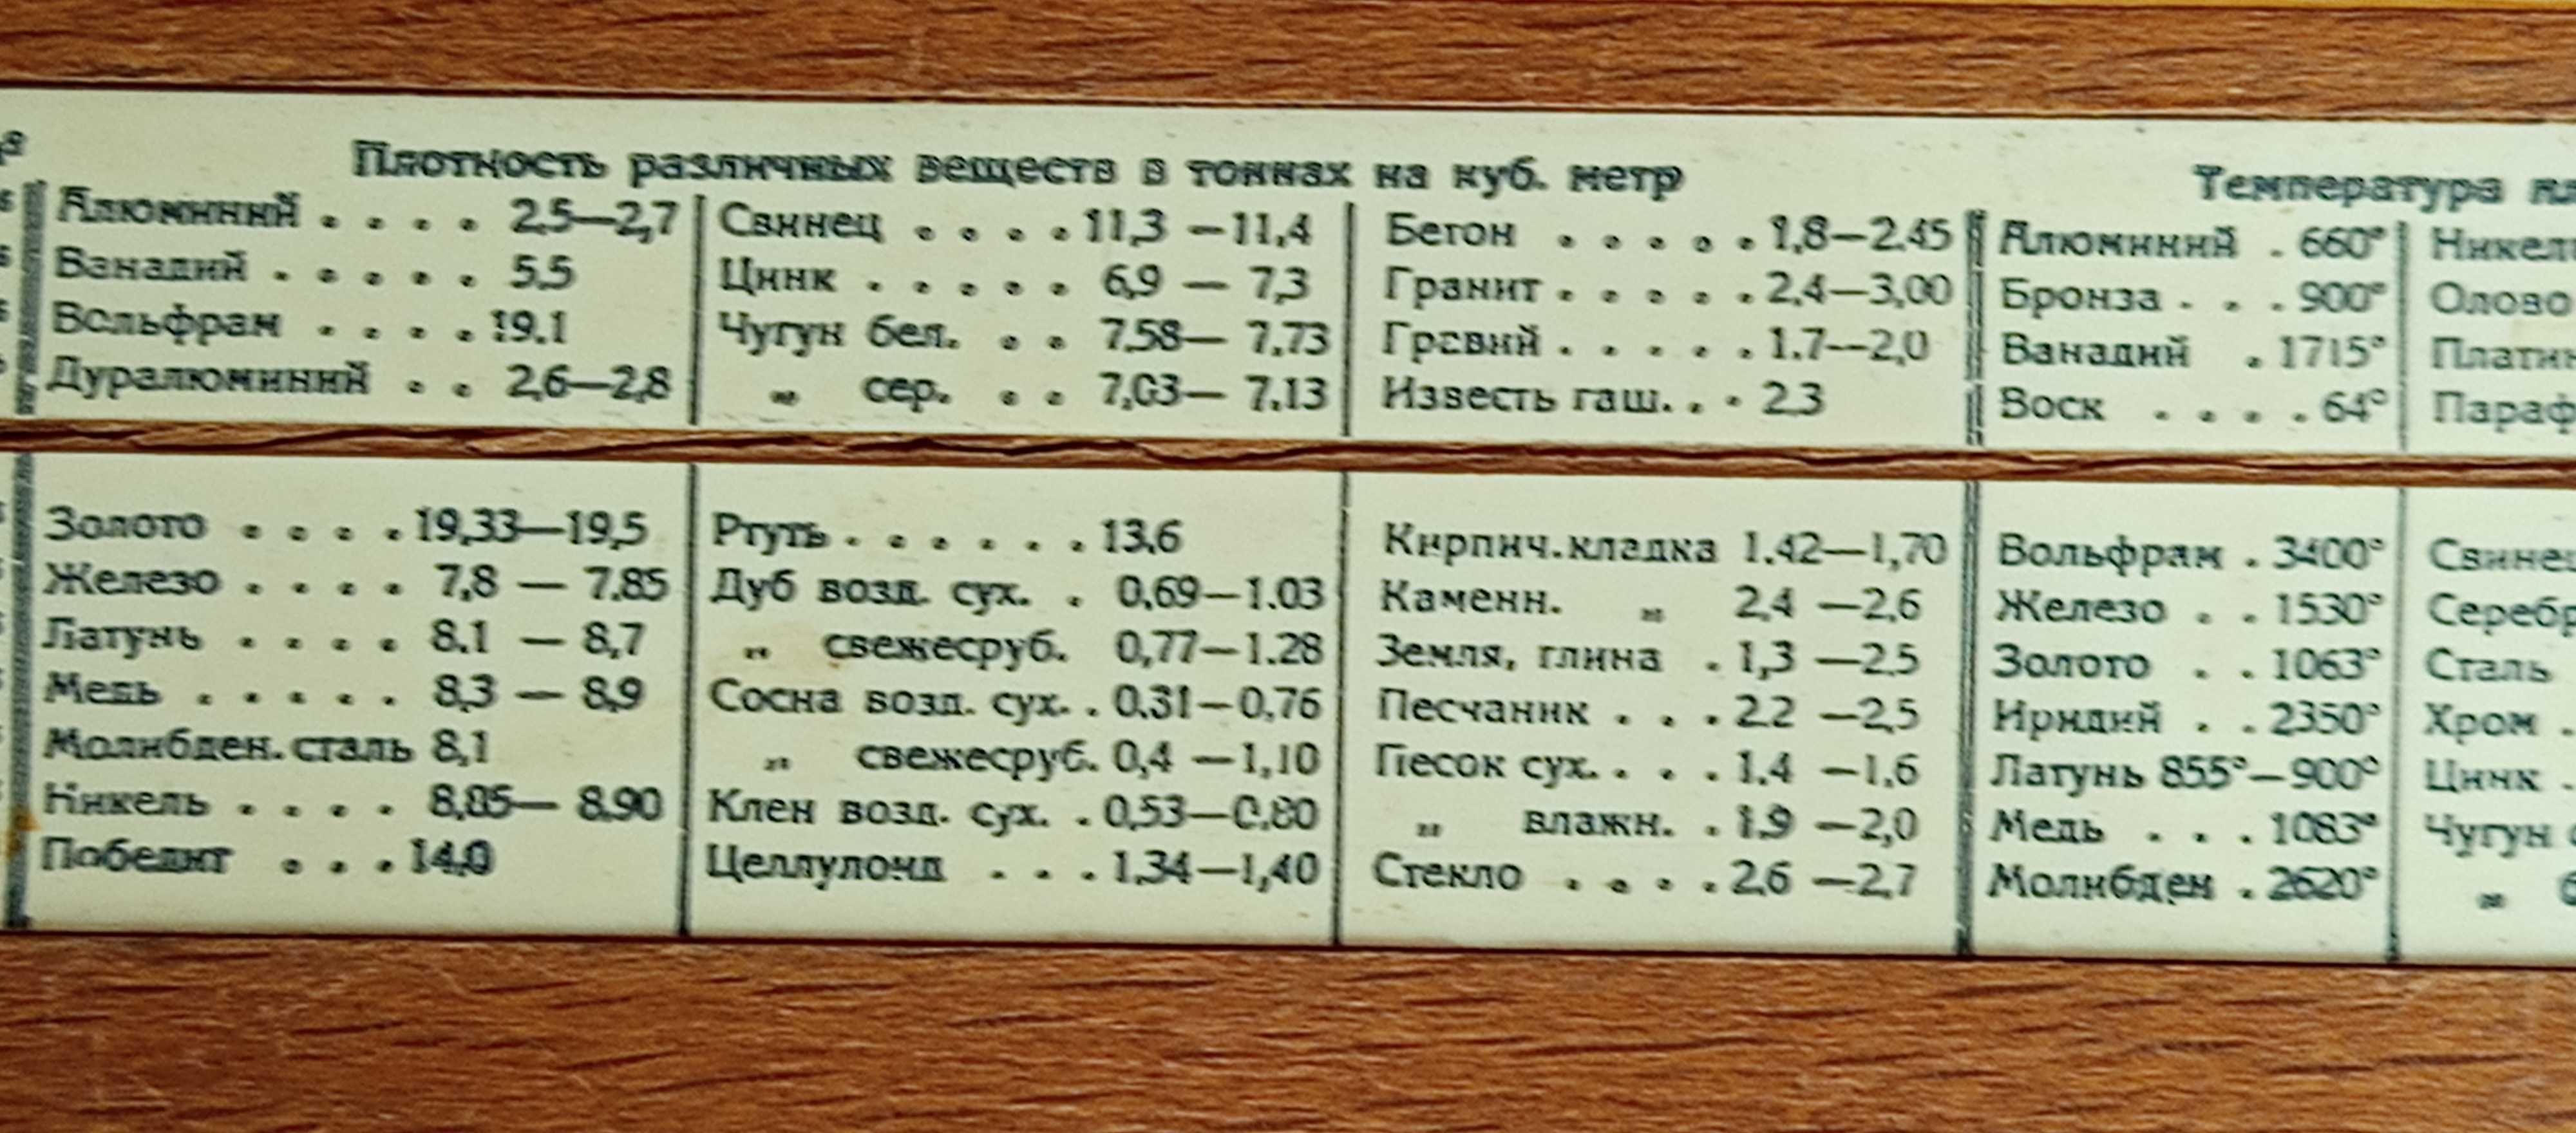 Плотность различных веществ в тоннах на куб. метр
Алюминий . . . . 2,5—2,7
Ванадий . . . . . 5,5
Вольфрам . . . . 19,1
Дуралюминий . . 2,6—2,8
Золото . . . . 19,33—19,5
Железо . . . . 7,8 — 7,85
Латунь . . . . 8,1 — 8,7
Медь . . . . . 8,3 — 8,9
Молибден. сталь 8,1
Никель . . . . 8,85— 8,90
Победит . . . 14,0
Свинец . . . . 11,3 —11,4
Цинк . . . . . 6,9 — 7,3
Чугун бел. . . 7,58— 7,73
„ сер. . . 7,03— 7,13
Ртуть . . . . . . 13,6
Дуб возд. сух. . 0,69—1,03
„ свежесруб. 0,77—1,28
Сосна возд. сух. . 0,31—0,76
„ свежесруб. 0,4 —1,10
Клен возд. сух. . 0,53—0,80
Целлулоид . . . 1,34—1,40
Бетон . . . . . 1,8—2,45
Гранит . . . . . 2,4—3,00
Гравий . . . . . 1,7—2,0
Известь гаш. . . 2,3
Кирпич. кладка 1,42—1,70
Каменн. „ 2,4 —2,6
Земля, глина . 1,3 —2,5
Песчаник . . . 2,2 —2,5
Песок сух. . . . 1,4 —1,6
„ влажн. . 1,9 —2,0
Стекло . . . . 2,6 —2,7
Температура
Алюминий . 660°
Бронза . . . 900°
Ванадий . 1715°
Воск . . . . 64°
Вольфрам . 3400°
Железо . . 1530°
Золото . . 1063°
Иридий . . 2350°
Латунь 855°—900°
Медь . . . 1083°
Молибден . 2620°
Олово
Сталь
Хром .
Цинк .
Чугун
„